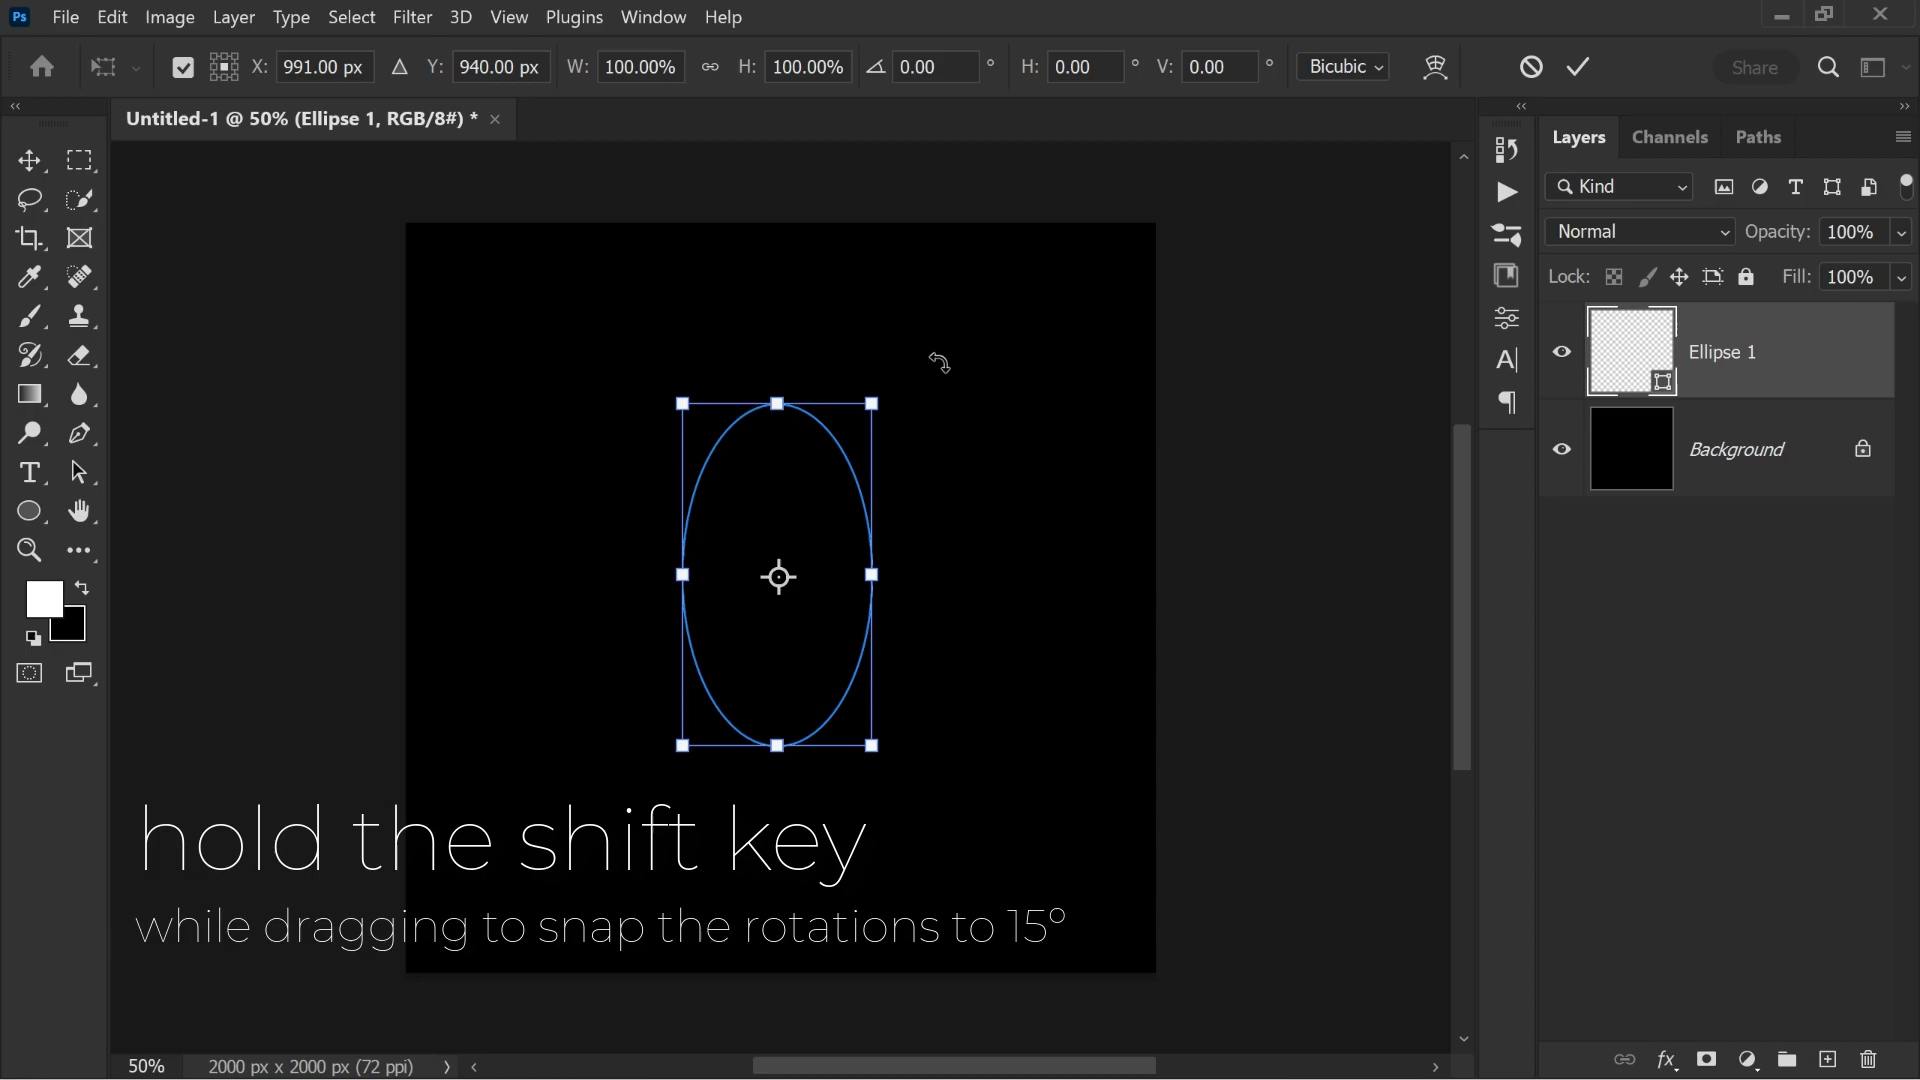 Ps File Edit Image Layer Type Select Filter 3D View Plugins Window Help
X: 991.00 px Y: 940.00 px W: 100.00% H: 100.00% 0.00 ° H: 0.00 ° V: 0.00 ° Bicubic Share
Untitled-1 @ 50% (Ellipse 1, RGB/8#) *
Layers Channels Paths
Kind
Normal Opacity: 100%
Lock: Fill: 100%
Ellipse 1
Background
hold the shift key
while dragging to snap the rotations to 15º
50% 2000 px x 2000 px (72 ppi)
fx